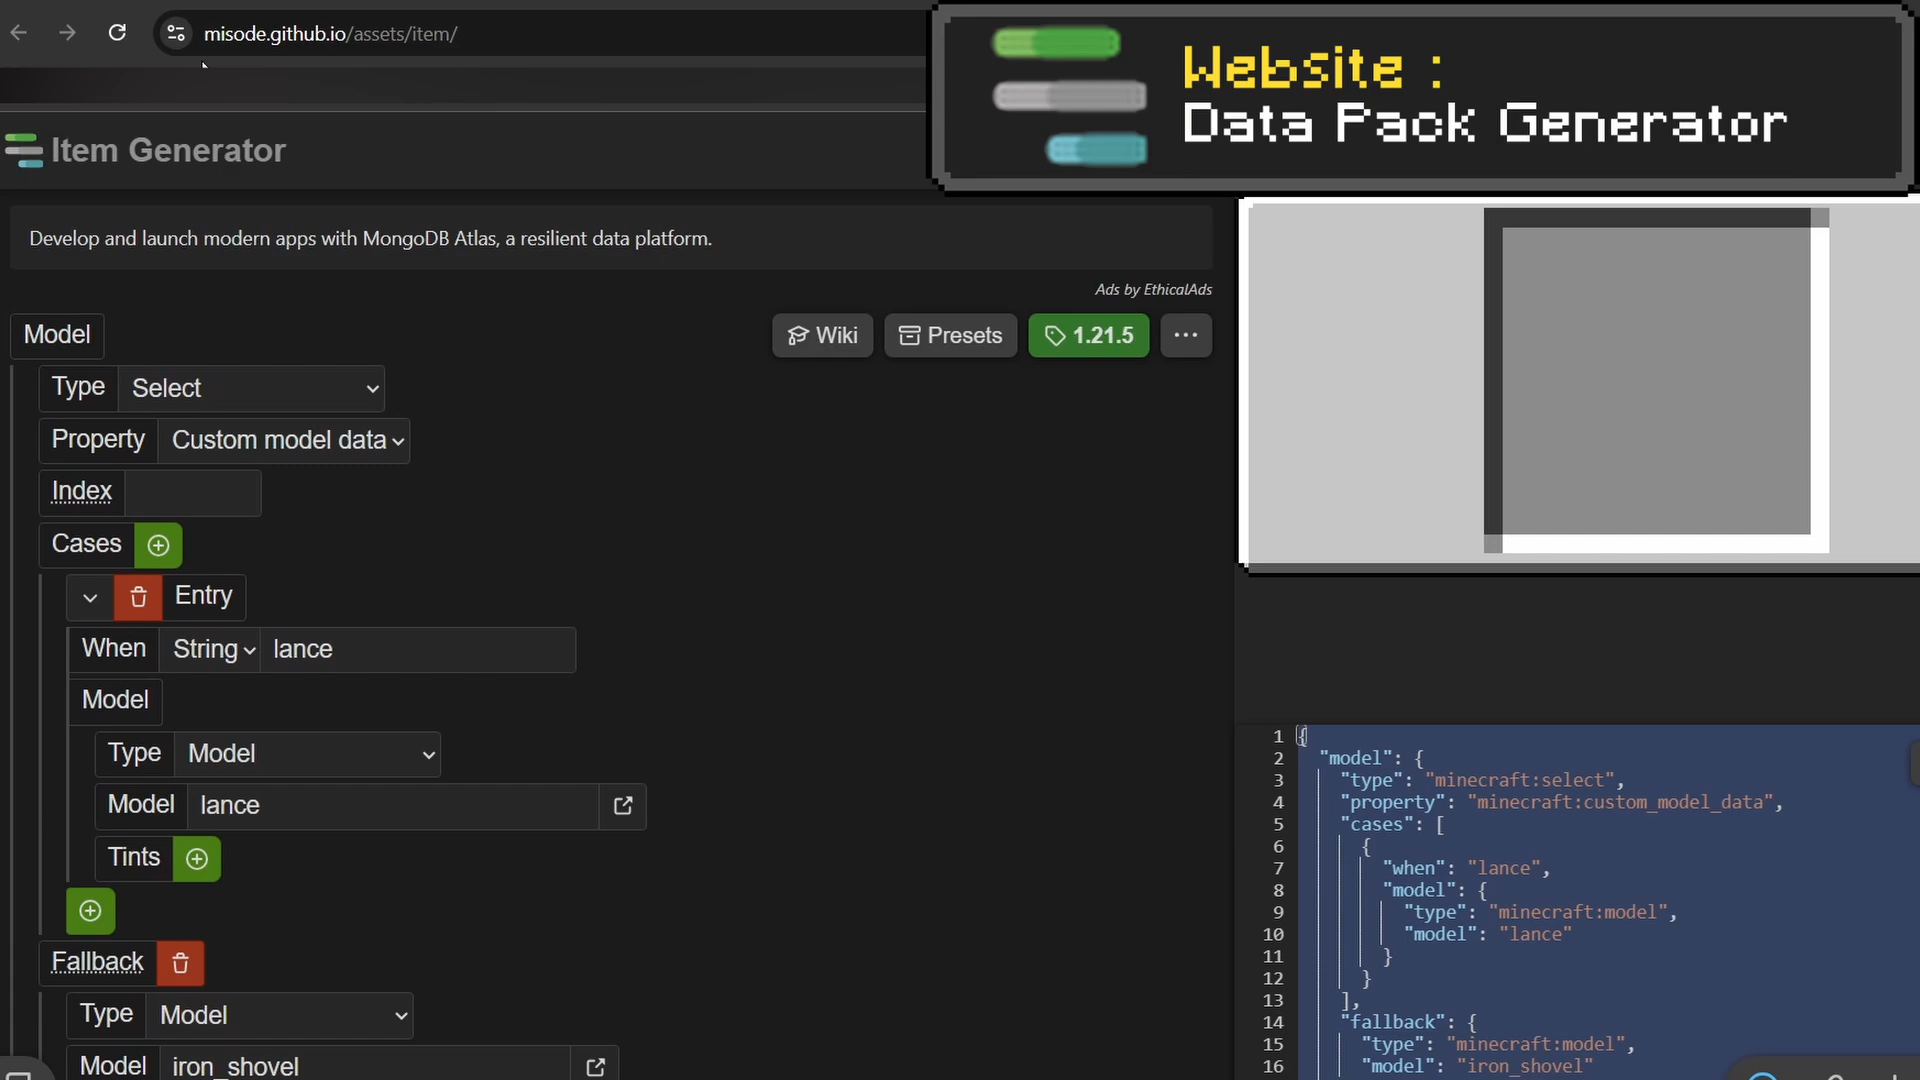 misode.github.io/assets/item/
Website :
Data Pack Generator
Item Generator
Develop and launch modern apps with MongoDB Atlas, a resilient data platform.
Ads by EthicalAds
Model
Wiki
Presets
1.21.5
Type Select
Property Custom model data
Index
Cases
Entry
When String lance
Model
Type Model
Model lance
Tints
Fallback
Type Model
Model iron_shovel
1 {
2 "model": {
3 "type": "minecraft:select",
4 "property": "minecraft:custom_model_data",
5 "cases": [
6 {
7 "when": "lance",
8 "model": {
9 "type": "minecraft:model",
10 "model": "lance"
11 }
12 }
13 ],
14 "fallback": {
15 "type": "minecraft:model",
16 "model": "iron_shovel"